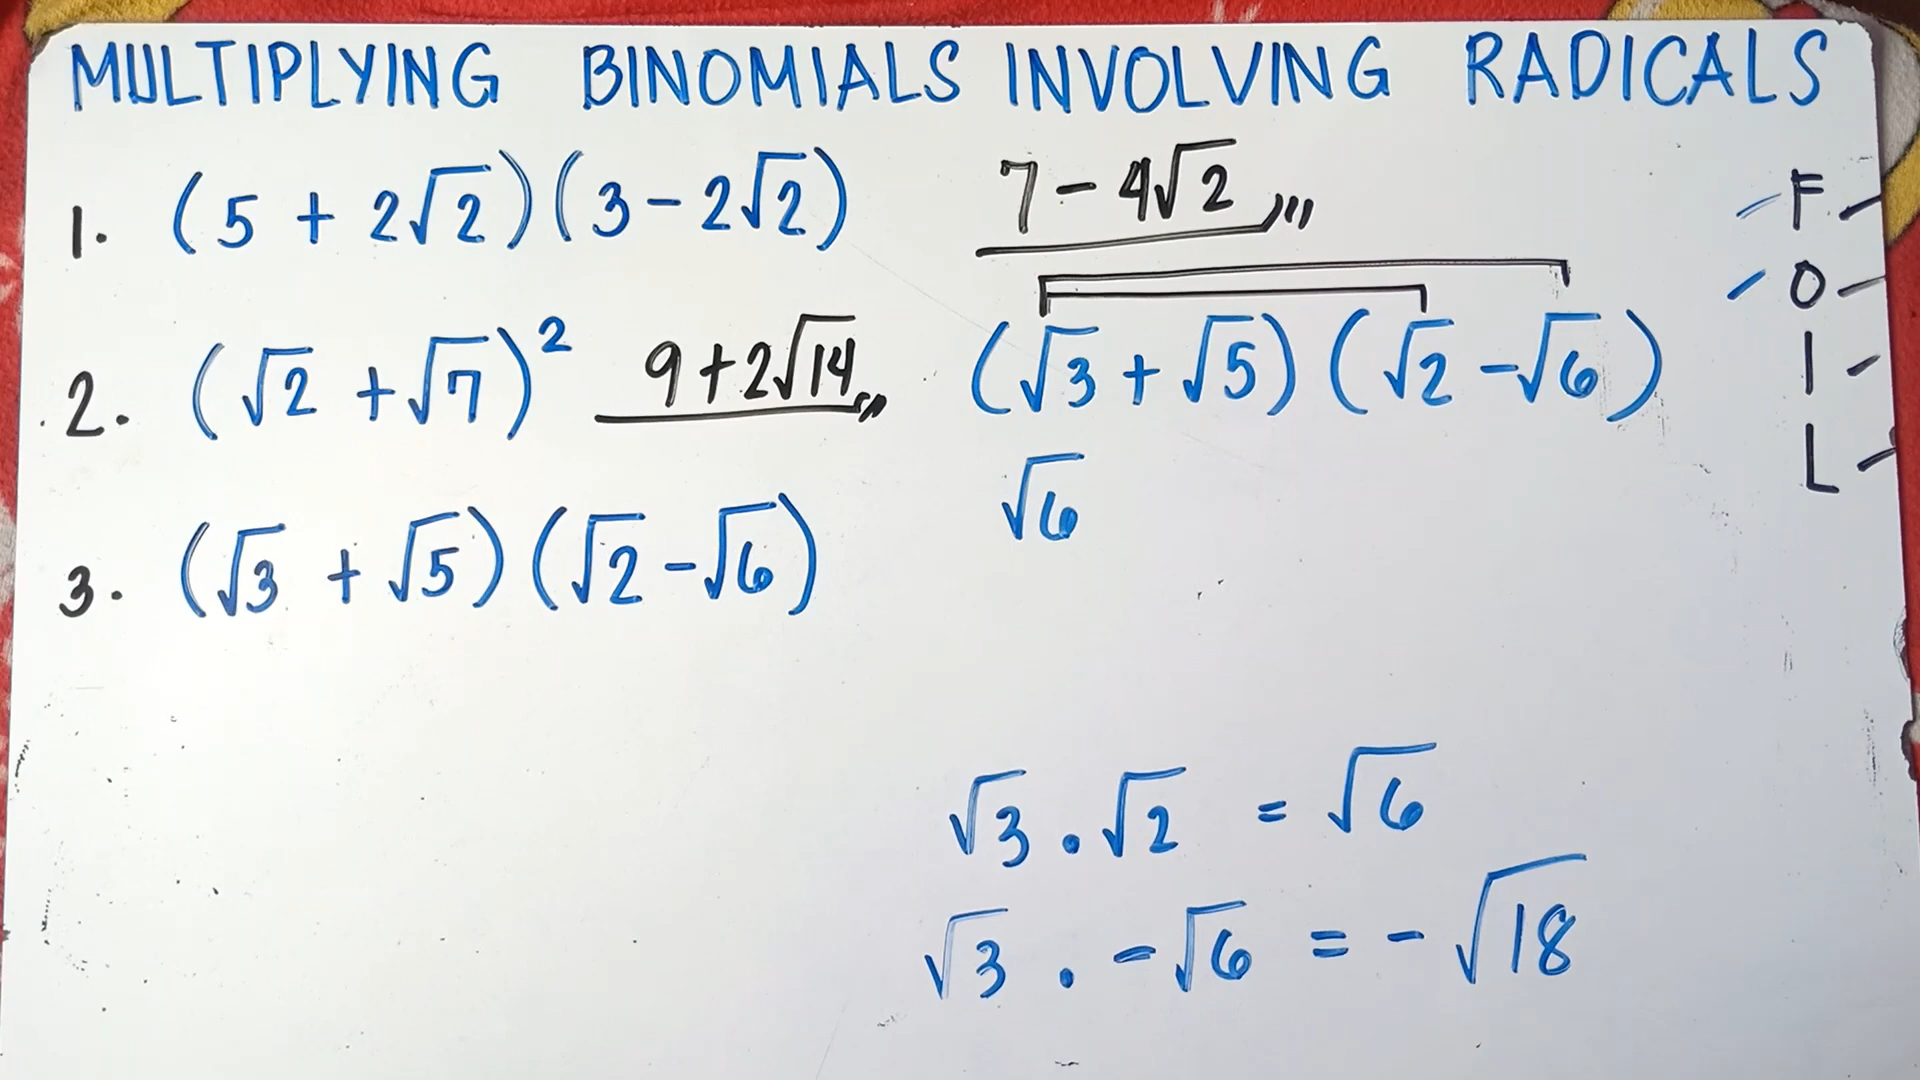 MULTIPLYING BINOMIALS INVOLVING RADICALS
1. (5 + 2√2)(3 - 2√2) 7 - 4√2
2. (√2 + √7)² 9 + 2√14
3. (√3 + √5)(√2 - √6)
(√3 + √5)(√2 - √6)
√6
√3 . √2 = √6
√3 . -√6 = -√18
F
O
I
L